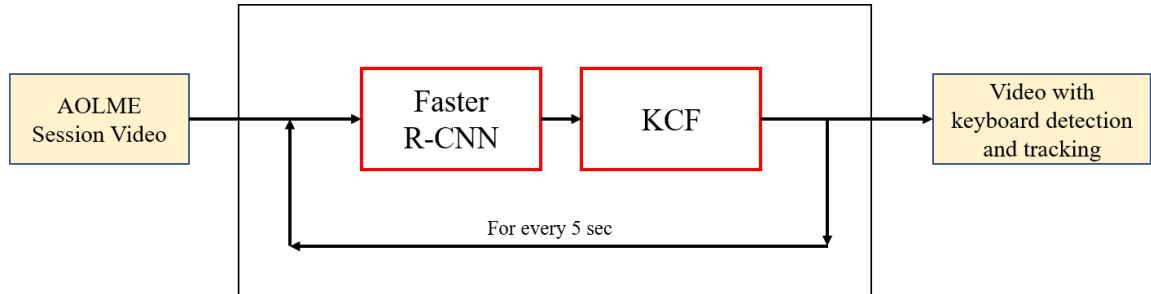 AOLME
Session Video
Faster
R-CNN
KCF
Video with
keyboard detection
and tracking
For every 5 sec